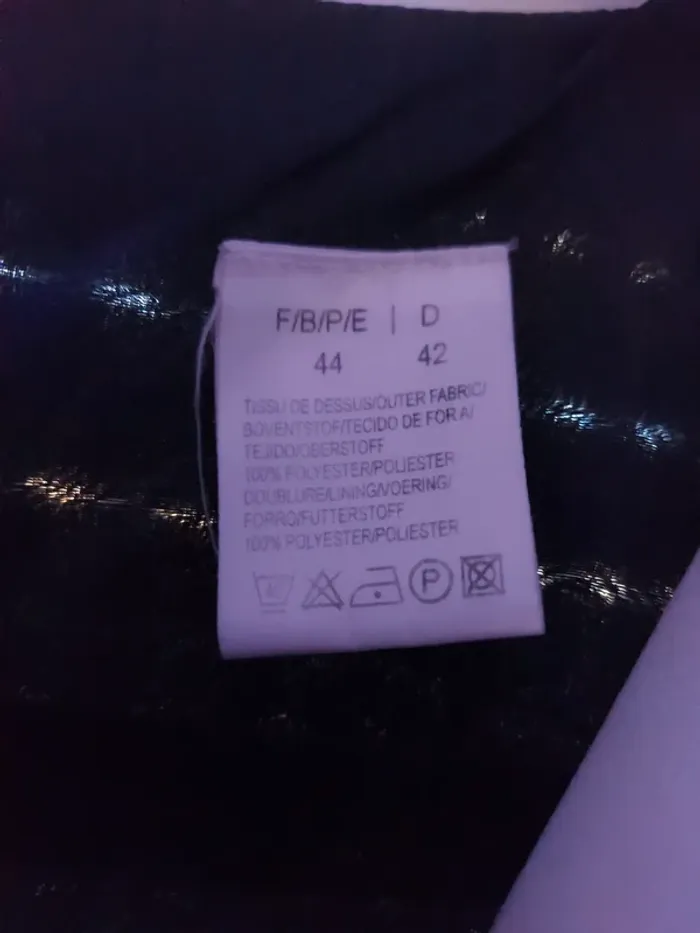 F/B/P/E | D
44 42
TISSU DE DESSUS/OUTER FABRIC/
BOVENTSTOF/TECIDO DE FOR A/
TEJIDO/OBERSTOFF
100% POLYESTER/POLIESTER
DOUBLURE/LINING/VOERING/
FORRO/FUTTERSTOFF
100% POLYESTER/POLIESTER
P